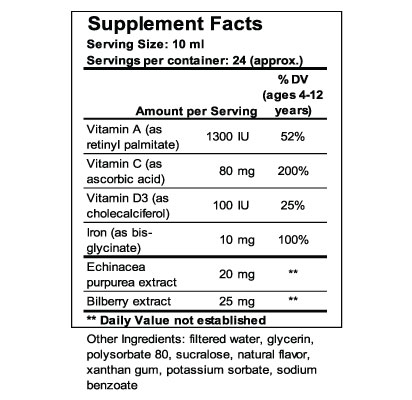 Supplement Facts
Serving Size: 10 ml
Servings per container: 24 (approx.)
% DV
(ages 4-12
Amount per Serving years)
Vitamin A (as
retinyl palmitate) 1300 IU 52%
Vitamin C (as
ascorbic acid) 80 mg 200%
Vitamin D3 (as
cholecalciferol) 100 IU 25%
Iron (as bis-
glycinate) 10 mg 100%
Echinacea
purpurea extract 20 mg **
Bilberry extract 25 mg **
** Daily Value not established
Other Ingredients: filtered water, glycerin,
polysorbate 80, sucralose, natural flavor,
xanthan gum, potassium sorbate, sodium
benzoate